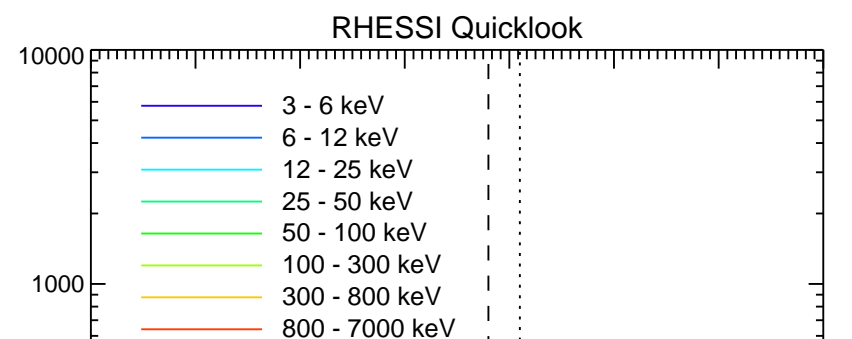 RHESSI Quicklook
10000
3 - 6 keV
6 - 12 keV
12 - 25 keV
25 - 50 keV
50 - 100 keV
100 - 300 keV
1000
300 - 800 keV
800 - 7000 keV